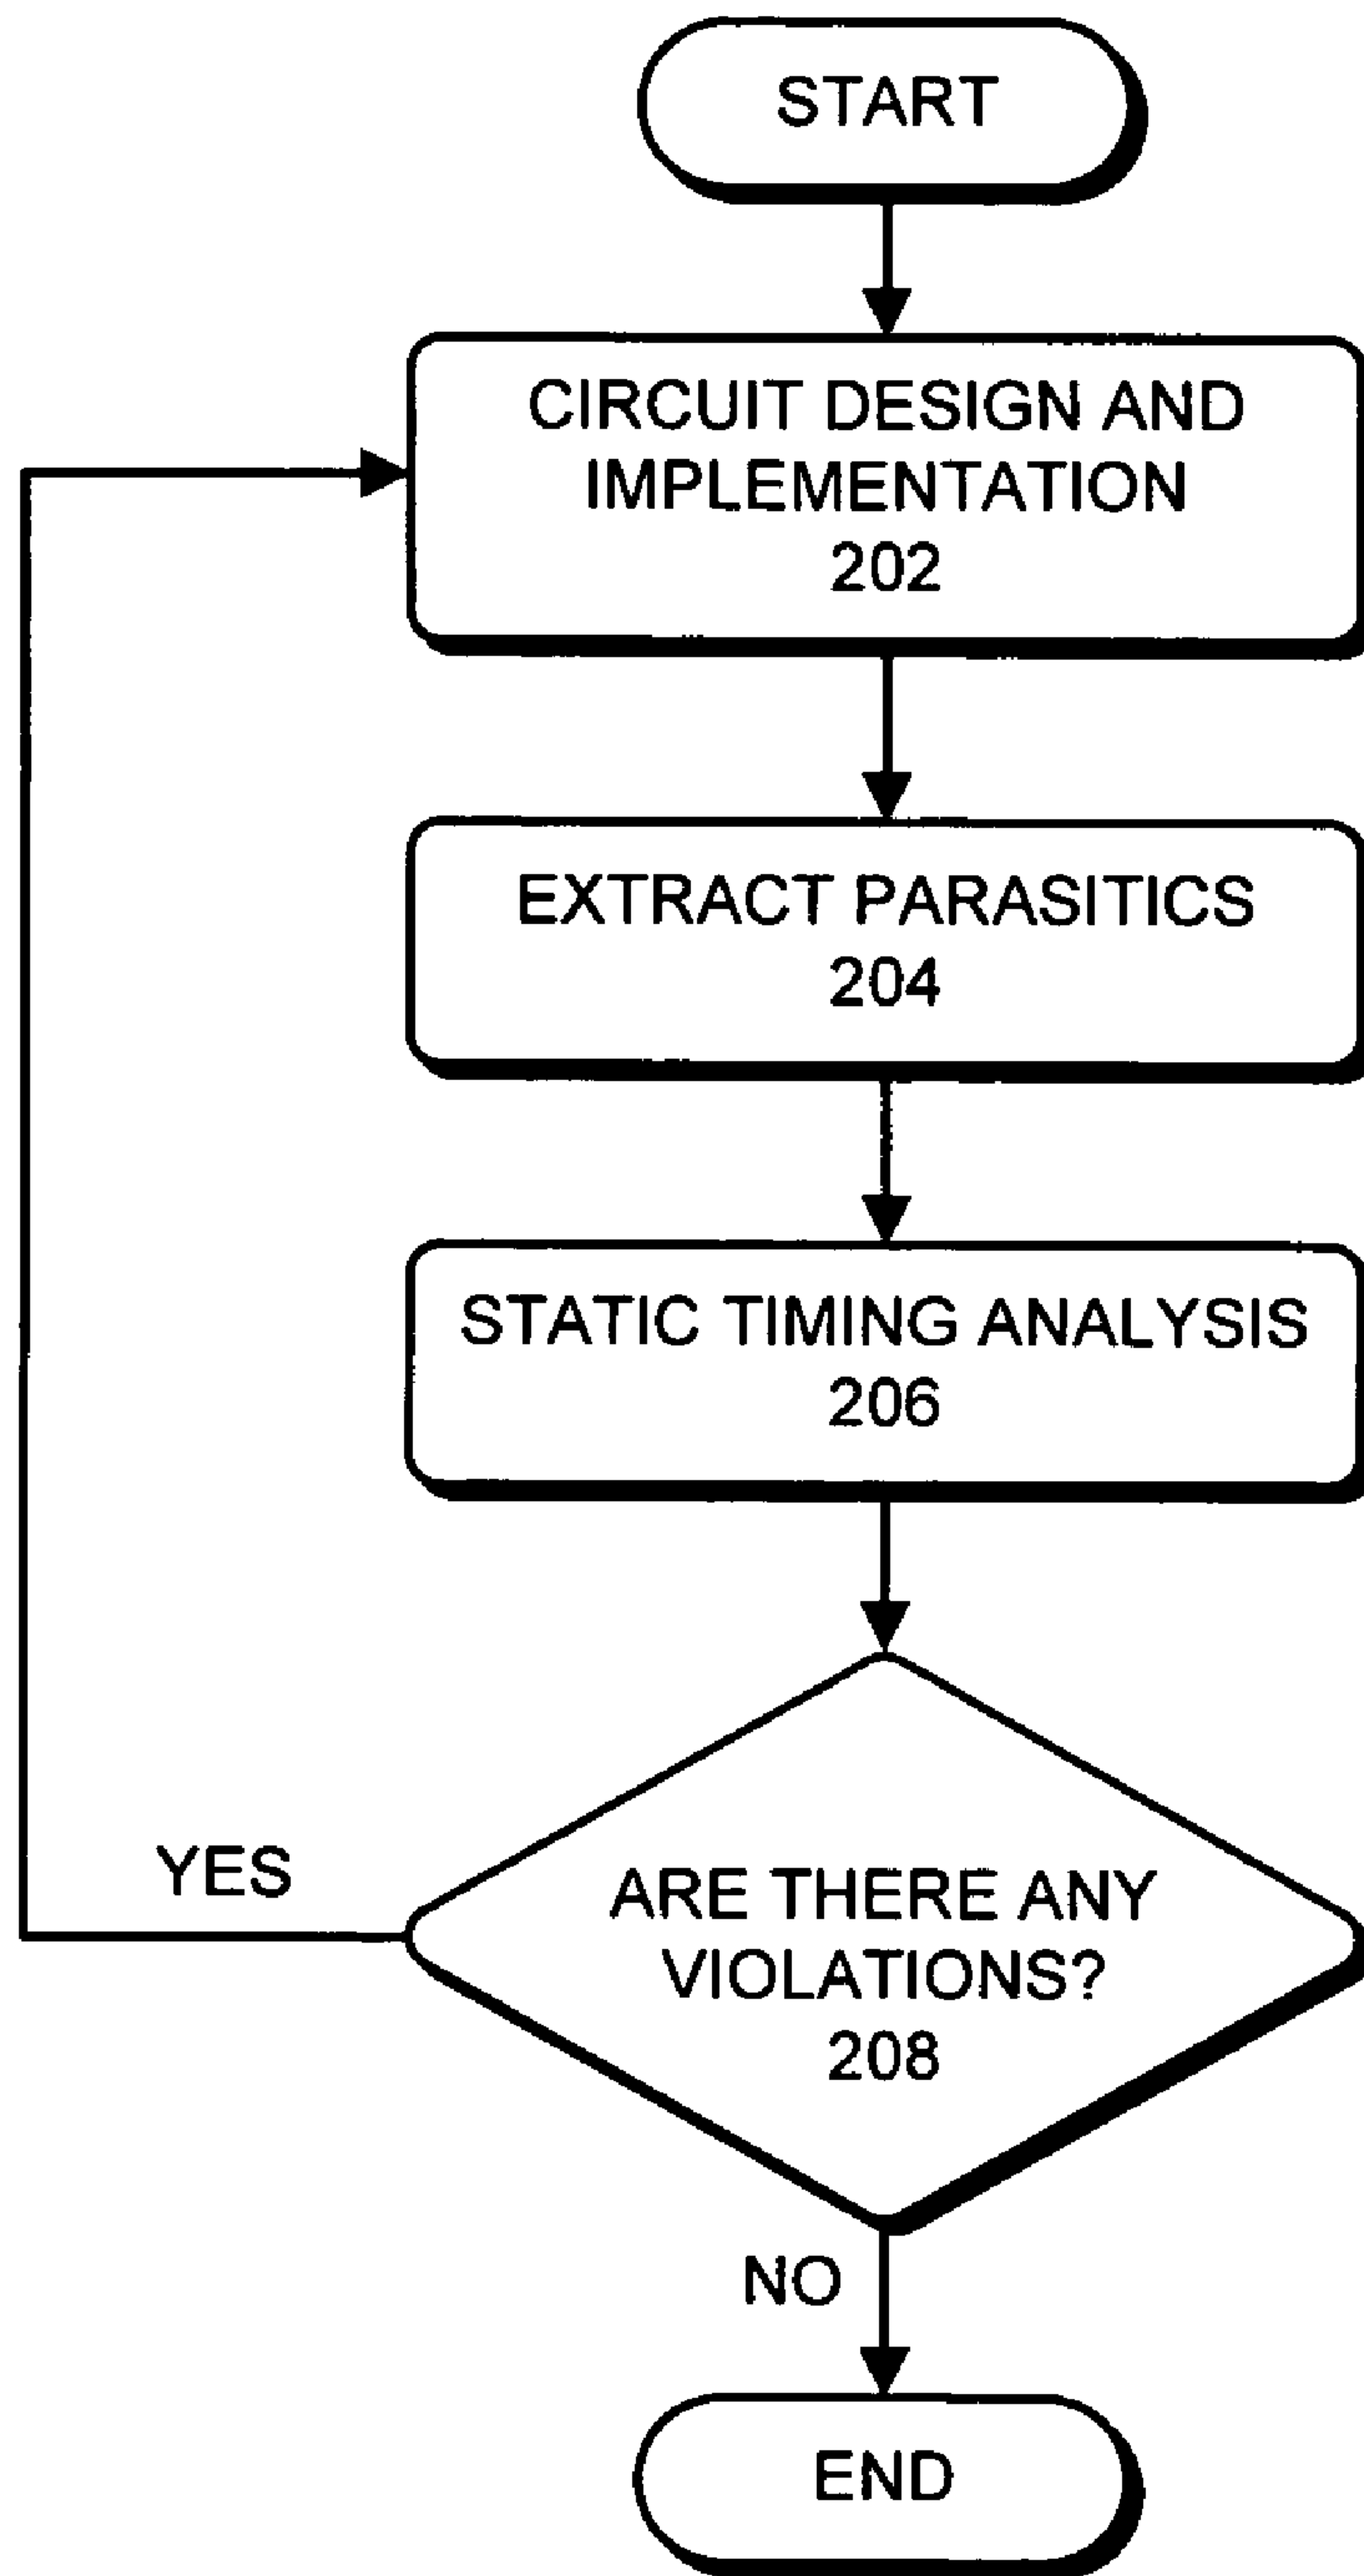 START
CIRCUIT DESIGN AND
IMPLEMENTATION
202
EXTRACT PARASITICS
204
STATIC TIMING ANALYSIS
206
YES
ARE THERE ANY
VIOLATIONS?
208
NO
END